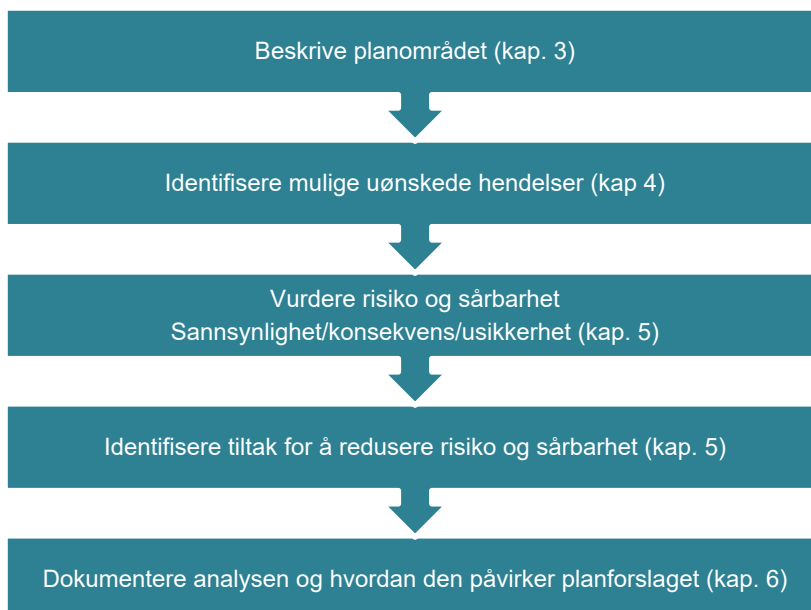 Beskrive planområdet (kap. 3)
Identifisere mulige uønskede hendelser (kap 4)
Vurdere risiko og sårbarhet
Sannsynlighet/konsekvens/usikkerhet (kap. 5)
Identifisere tiltak for å redusere risiko og sårbarhet (kap. 5)
Dokumentere analysen og hvordan den påvirker planforslaget (kap. 6)